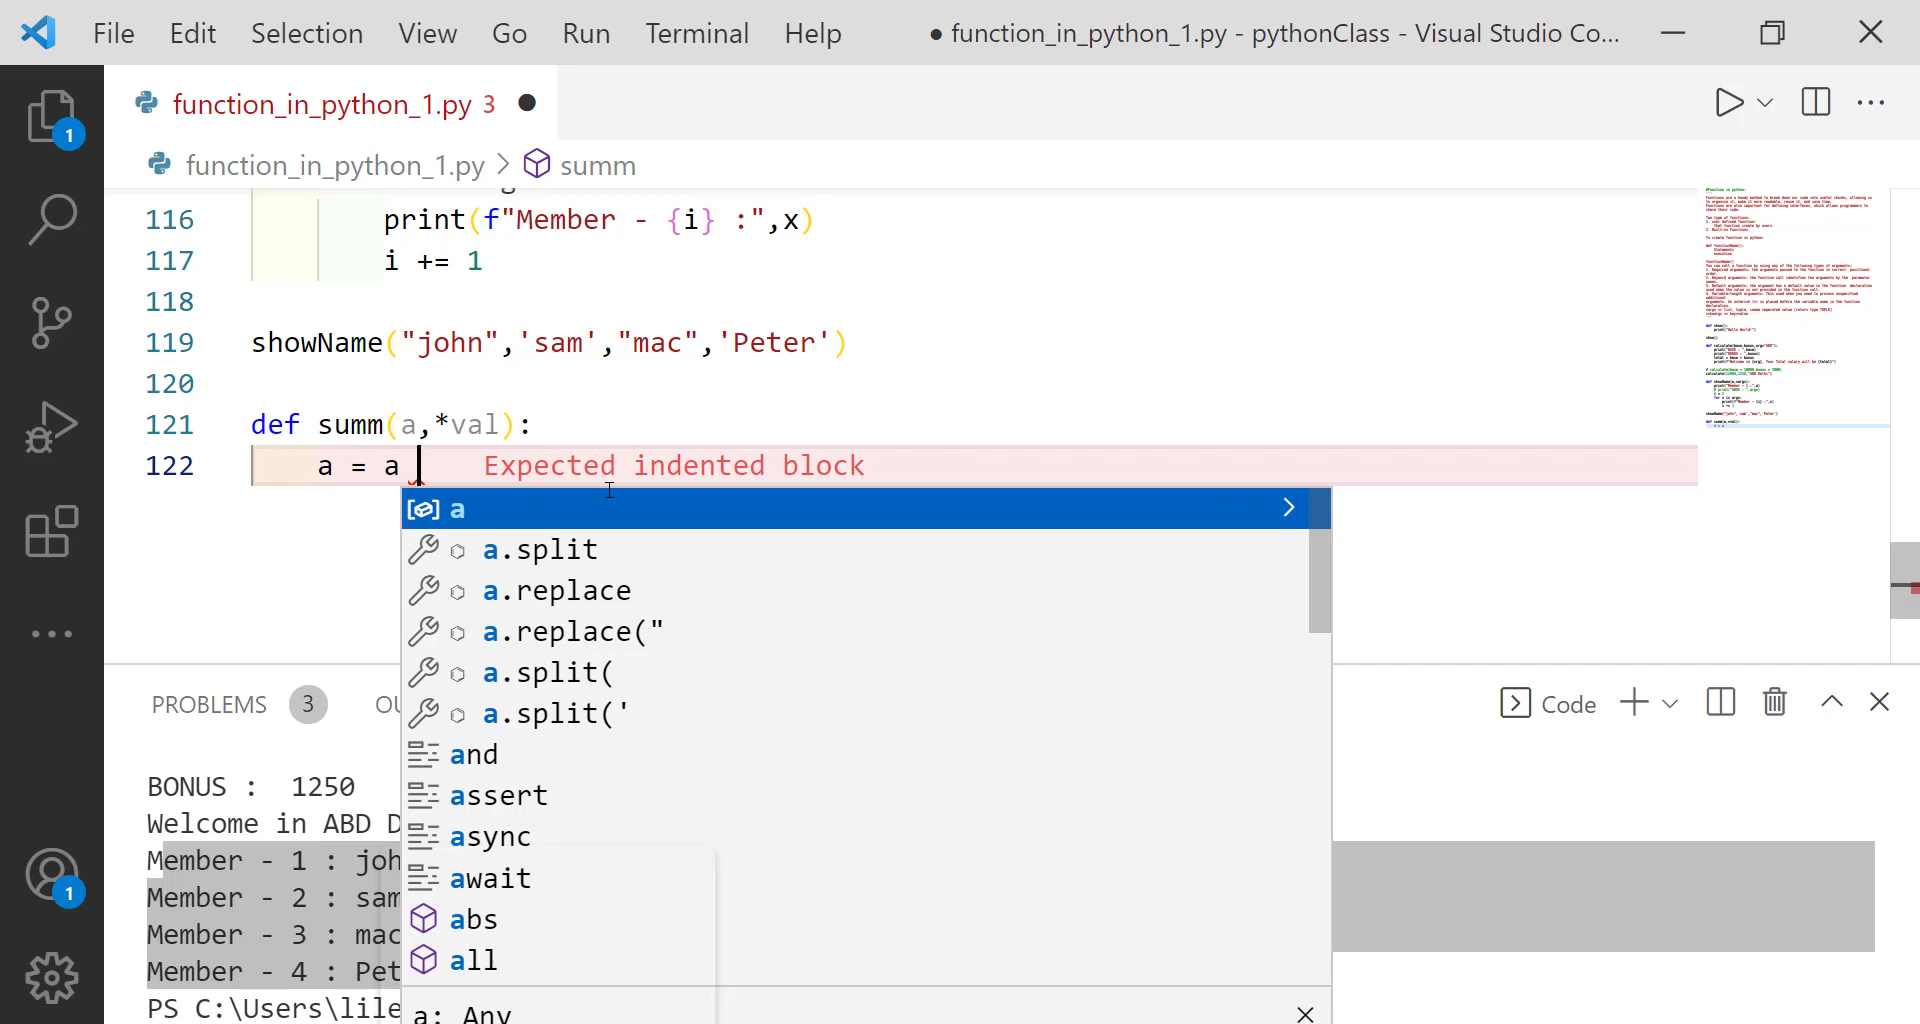 File Edit Selection View Go Run Terminal Help ● function_in_python_1.py - pythonClass - Visual Studio Co...
function_in_python_1.py 3
function_in_python_1.py > summ
116 print(f"Member - {i} :",x)
117 i += 1
118
119 showName("john",'sam',"mac",'Peter')
120
121 def summ(a,*val):
122 a = a Expected indented block
a
a.split
a.replace
a.replace("
a.split(
a.split('
and
assert
async
await
abs
all
a: Any
PROBLEMS 3 OU
Code
BONUS : 1250
Welcome in ABD D
Member - 1 : joh
Member - 2 : sam
Member - 3 : mac
Member - 4 : Pet
PS C:\Users\lile
1
1